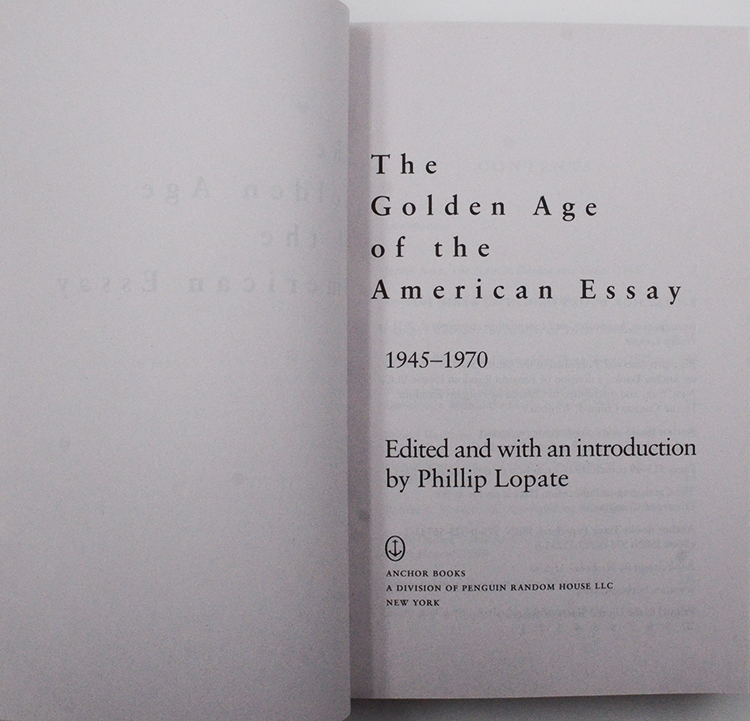 The
Golden Age
of the
American Essay
1945–1970
Edited and with an introduction
by Phillip Lopate
ANCHOR BOOKS
A DIVISION OF PENGUIN RANDOM HOUSE LLC
NEW YORK